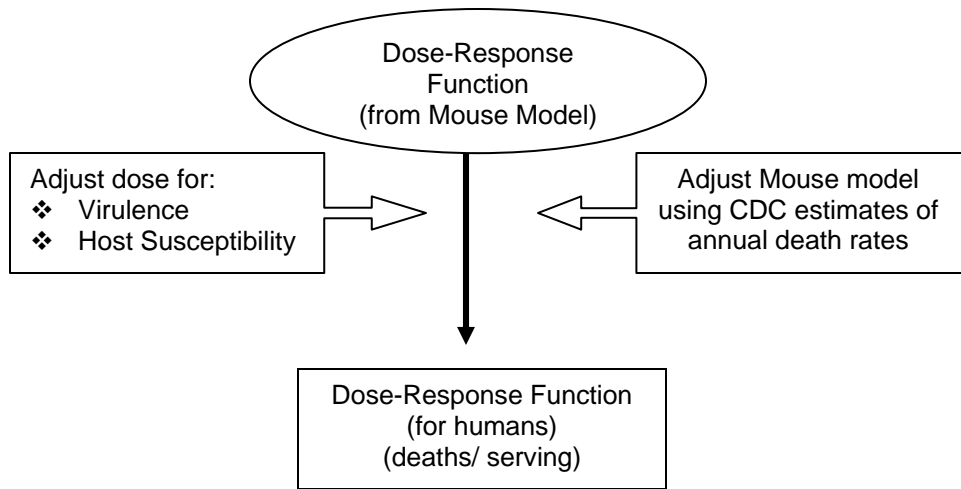 Dose-Response
Function
(from Mouse Model)
Adjust dose for:
❖ Virulence
❖ Host Susceptibility
Adjust Mouse model
using CDC estimates of
annual death rates
Dose-Response Function
(for humans)
(deaths/ serving)